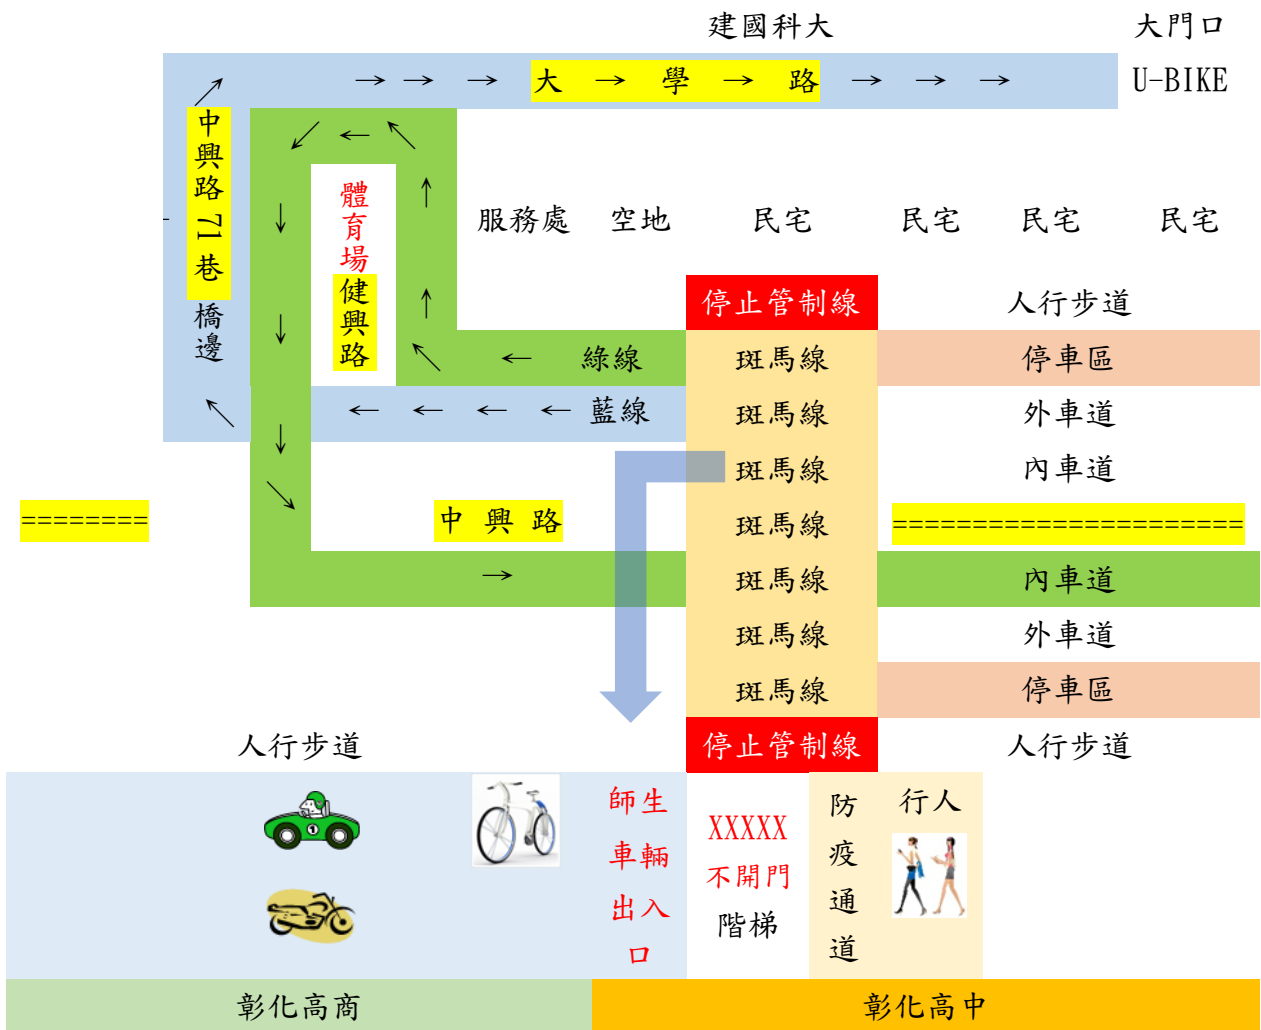 建國科大 大門口
→ → → 大 → 學 → 路 → → → U-BIKE
中興路71巷
橋邊
體育場
健興路
服務處 空地 民宅 民宅 民宅 民宅
停止管制線 人行步道
← 綠線 斑馬線 停車區
← ← ← ← 藍線 斑馬線 外車道
斑馬線 內車道
======== 中 興 路 斑馬線 ======================
→ 斑馬線 內車道
斑馬線 外車道
斑馬線 停車區
人行步道 停止管制線 人行步道
師生
車輛
出入
口
XXXXX
不開門
階梯
防疫通道
行人
1
彰化高商 彰化高中